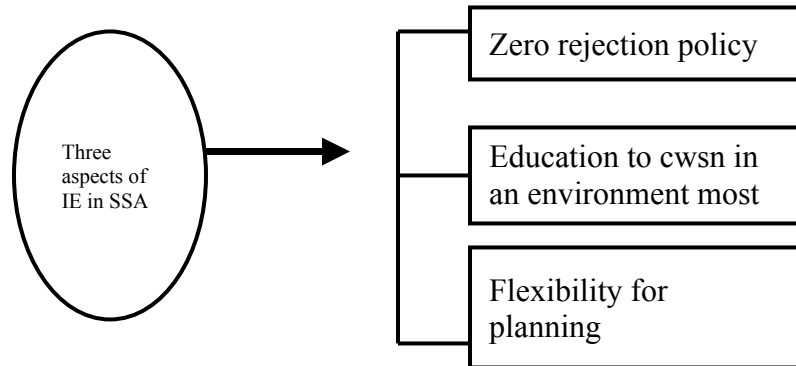 Three
aspects of
IE in SSA
Zero rejection policy
Education to cwsn in
an environment most
Flexibility for
planning